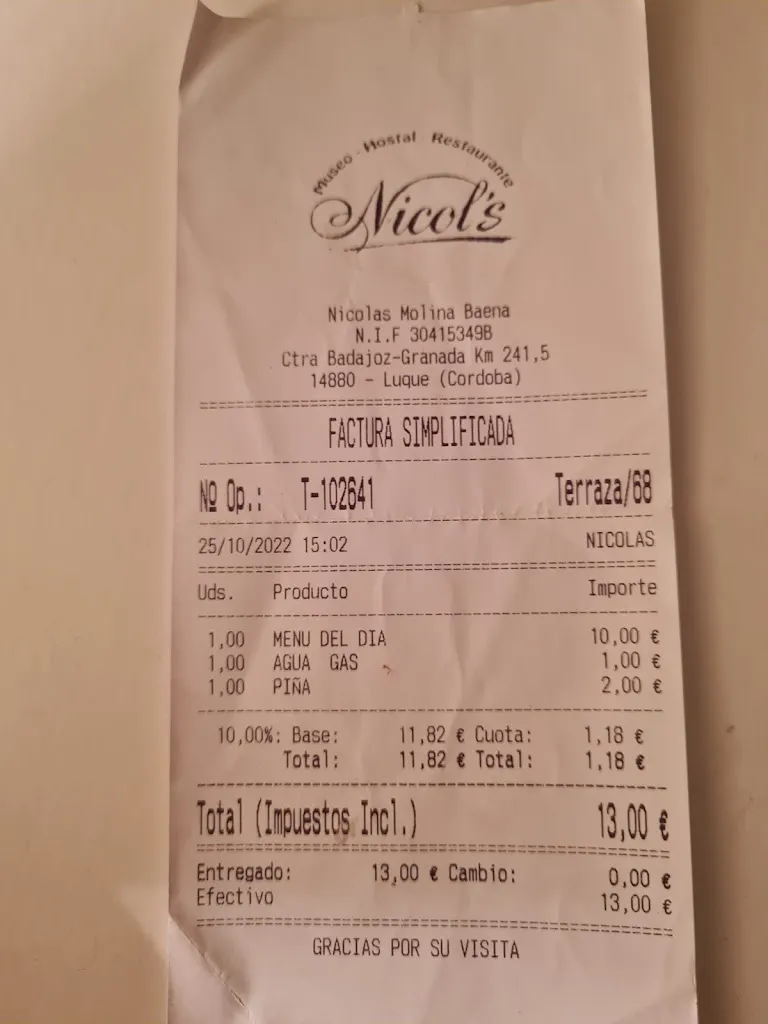 Museo - Hostal Restaurante
Nicol's
Nicolas Molina Baena
N.I.F 30415349B
Ctra Badajoz-Granada Km 241,5
14880 - Luque (Cordoba)
FACTURA SIMPLIFICADA
Nº Op.: T-102641 Terraza/68
25/10/2022 15:02 NICOLAS
Uds. Producto Importe
1,00 MENU DEL DIA 10,00 €
1,00 AGUA GAS 1,00 €
1,00 PIÑA 2,00 €
10,00%: Base: 11,82 € Cuota: 1,18 €
Total: 11,82 € Total: 1,18 €
Total (Impuestos Incl.) 13,00 €
Entregado: 13,00 € Cambio: 0,00 €
Efectivo 13,00 €
GRACIAS POR SU VISITA